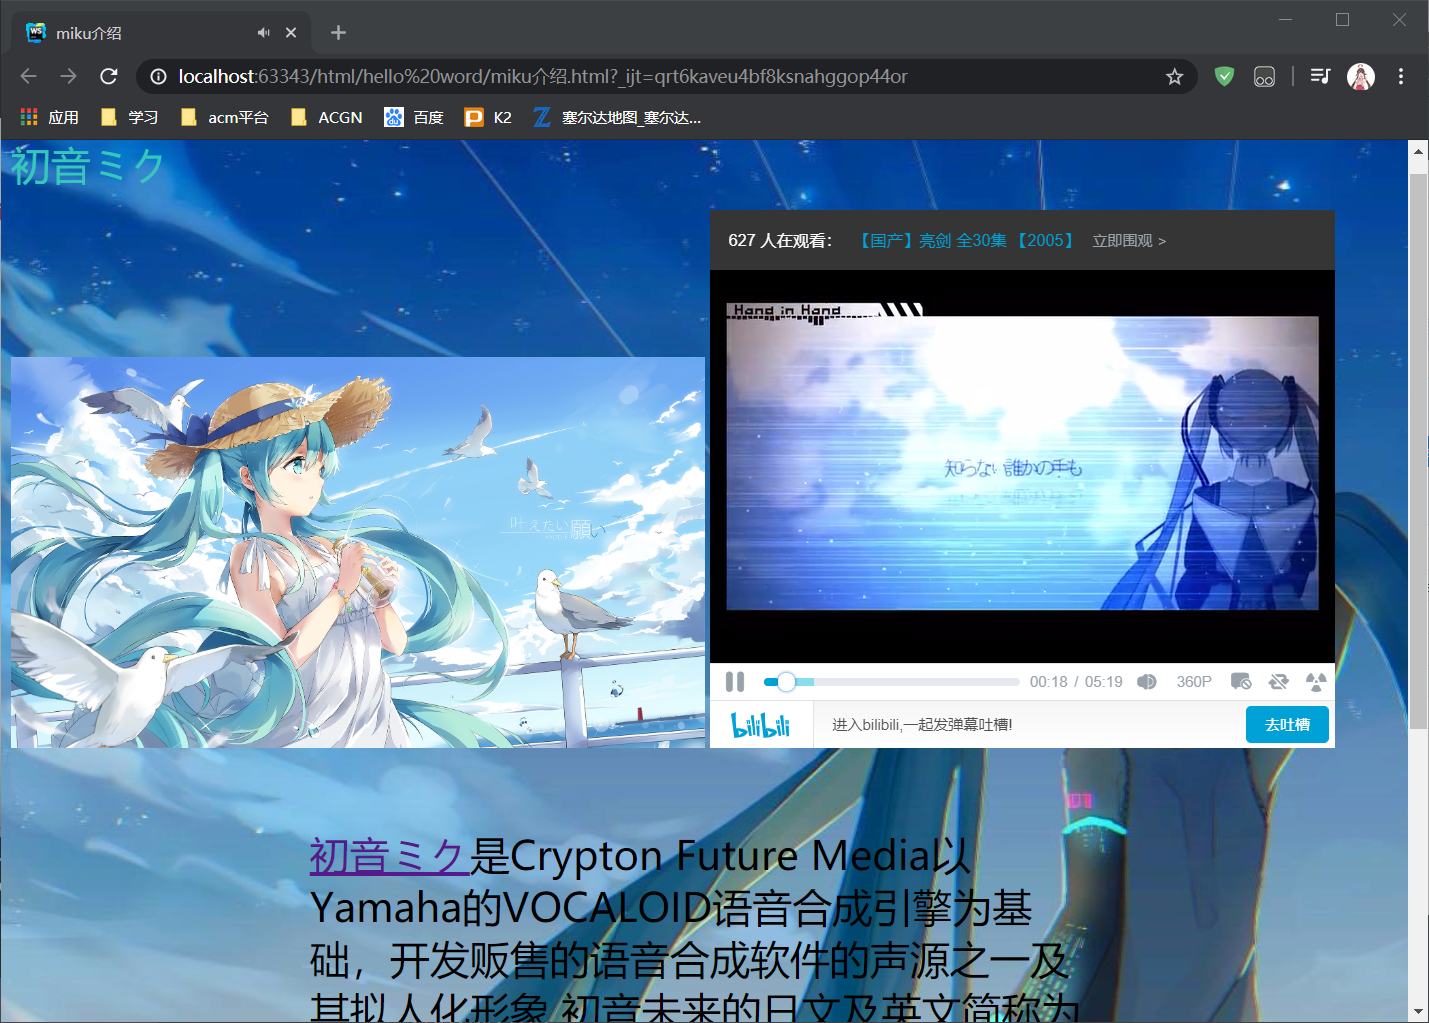 WS
miku介绍
localhost:63343/html/hello%20word/miku介绍.html?_ijt=qrt6kaveu4bf8ksnahggop44or
应用
学习
acm平台
ACGN
du
百度
P
K2
Z
塞尔达地图_塞尔达...
初音ミク
627 人在观看：
【国产】亮剑 全30集 【2005】
立即围观 >
Hand in Hand
知らない誰かの手も
叶えたい願い
00:18 / 05:19
360P
bilibili
进入bilibili,一起发弹幕吐槽!
去吐槽
01
初音ミク是Crypton Future Media以
Yamaha的VOCALOID语音合成引擎为基
础，开发贩售的语音合成软件的声源之一及
其拟人化形象,初音未来的日文及英文简称为